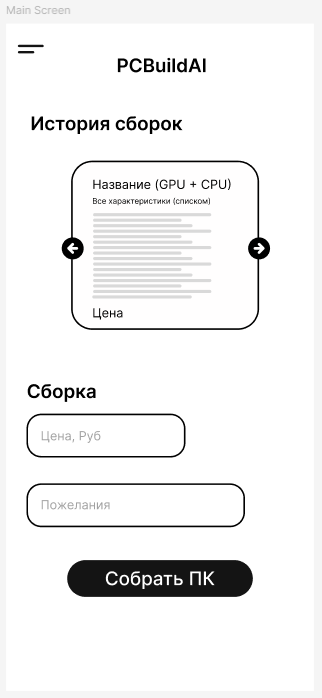 Main Screen
PCBuildAI
История сборок
Название (GPU + CPU)
Все характеристики (списком)
Цена
Сборка
Цена, Руб
Пожелания
Собрать ПК